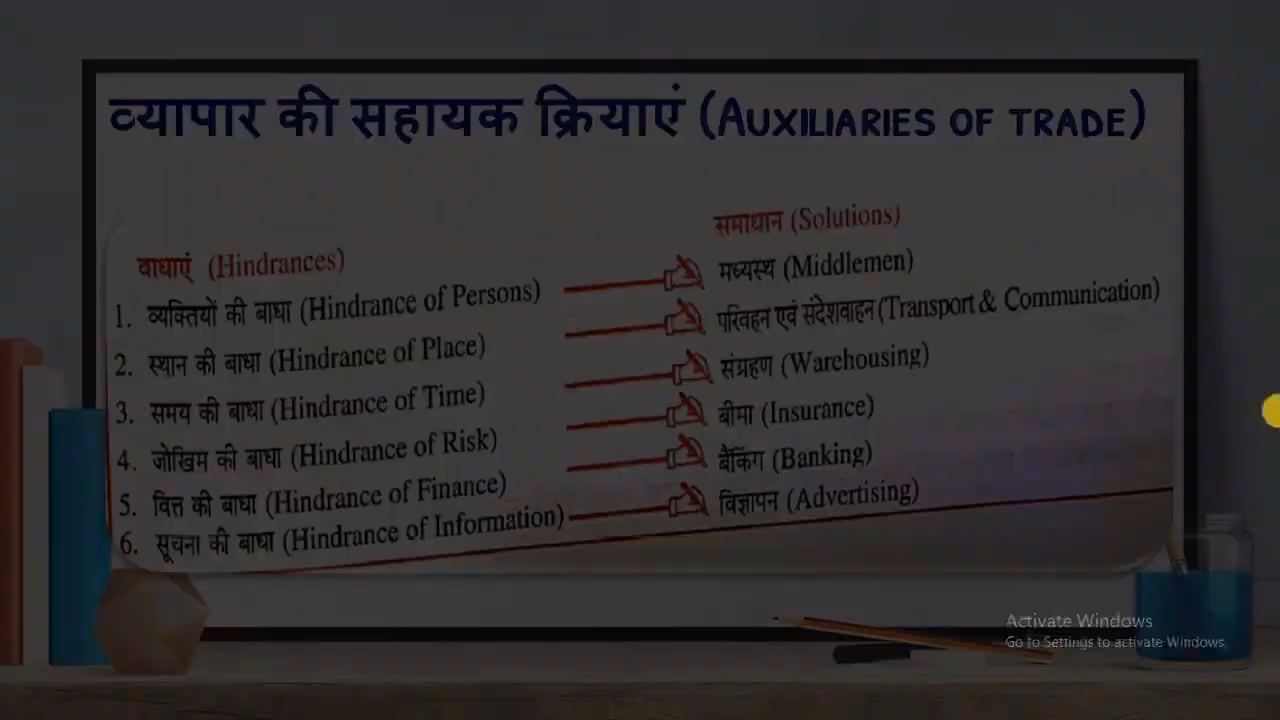 व्यापार की सहायक क्रियाएं (AUXILIARIES OF TRADE)
बाधाएं (Hindrances)
1. व्यक्तियों की बाधा (Hindrance of Persons)
2. स्थान की बाधा (Hindrance of Place)
3. समय की बाधा (Hindrance of Time)
4. जोखिम की बाधा (Hindrance of Risk)
5. वित्त की बाधा (Hindrance of Finance)
6. सूचना की बाधा (Hindrance of Information)
समाधान (Solutions)
मध्यस्थ (Middlemen)
परिवहन एवं संदेशवाहन (Transport & Communication)
संग्रहण (Warehousing)
बीमा (Insurance)
बैंकिंग (Banking)
विज्ञापन (Advertising)
Activate Windows
Go to Settings to activate Windows.